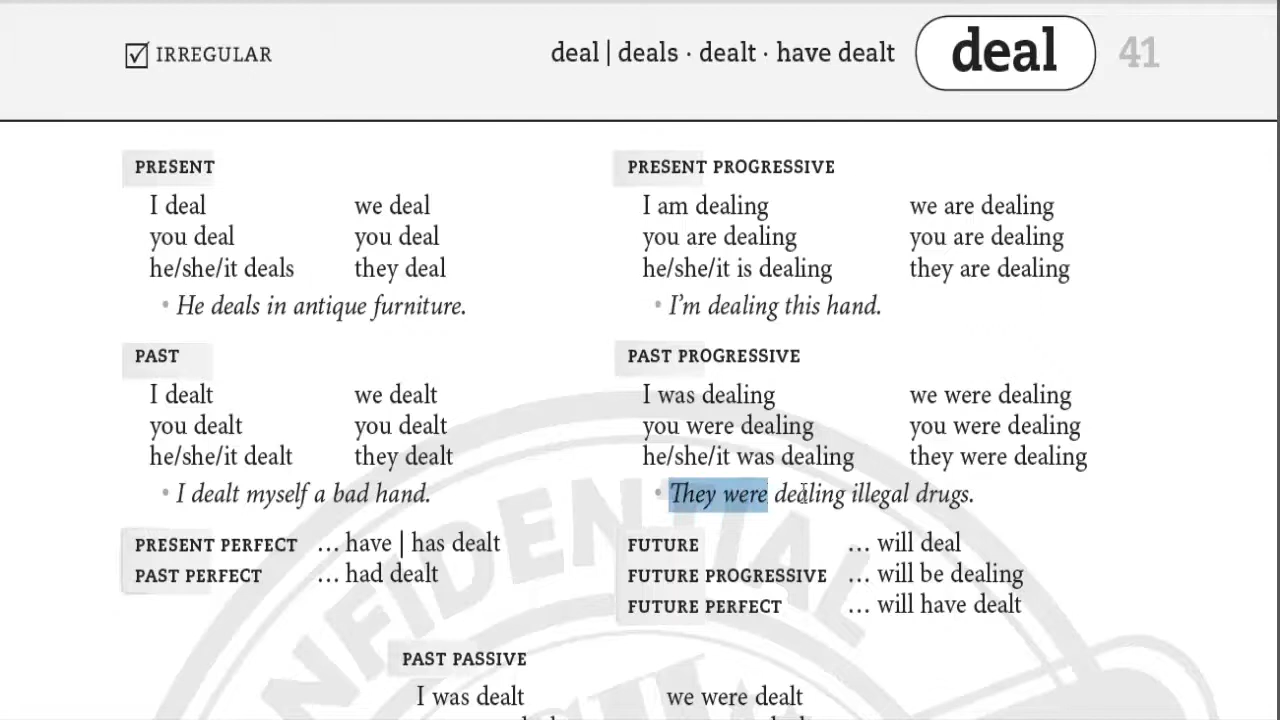 ☑ IRREGULAR
deal | deals · dealt · have dealt
deal
41
PRESENT
I deal we deal
you deal you deal
he/she/it deals they deal
• He deals in antique furniture.
PRESENT PROGRESSIVE
I am dealing we are dealing
you are dealing you are dealing
he/she/it is dealing they are dealing
• I’m dealing this hand.
PAST
I dealt we dealt
you dealt you dealt
he/she/it dealt they dealt
• I dealt myself a bad hand.
PAST PROGRESSIVE
I was dealing we were dealing
you were dealing you were dealing
he/she/it was dealing they were dealing
• They were dealing illegal drugs.
PRESENT PERFECT … have | has dealt
PAST PERFECT … had dealt
FUTURE … will deal
FUTURE PROGRESSIVE … will be dealing
FUTURE PERFECT … will have dealt
PAST PASSIVE
I was dealt we were dealt